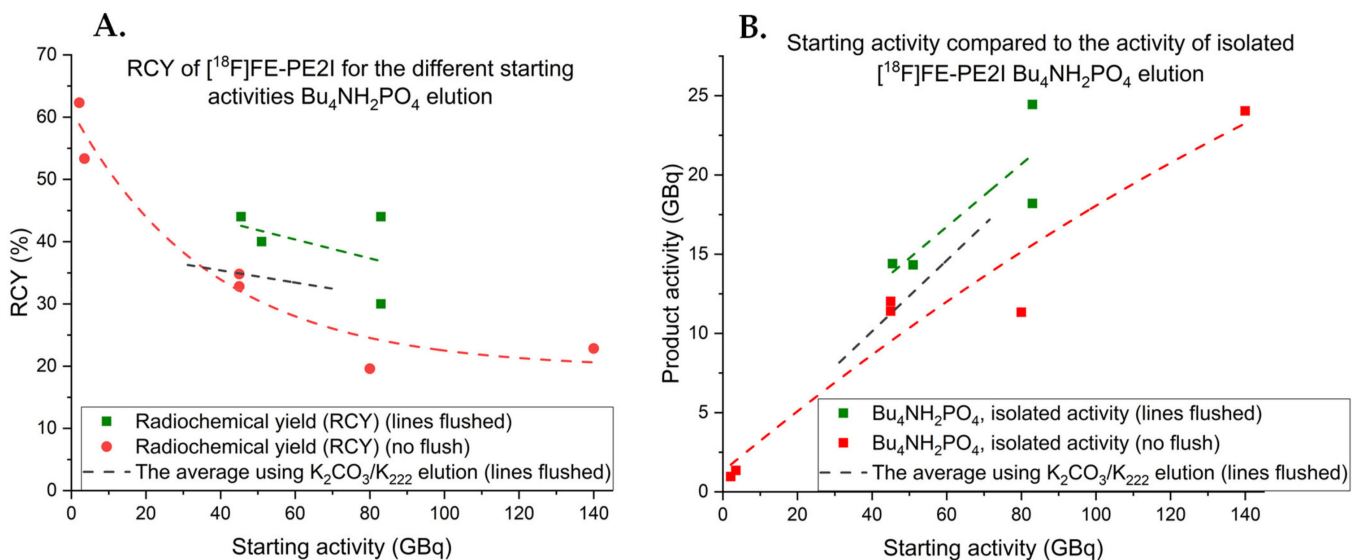 A.
RCY of [¹⁸F]FE-PE2I for the different starting
activities Bu₄NH₂PO₄ elution
70
60
50
40
30
20
10
0
RCY (%)
Radiochemical yield (RCY) (lines flushed)
Radiochemical yield (RCY) (no flush)
The average using K₂CO₃/K₂₂₂ elution (lines flushed)
0 20 40 60 80 100 120 140
Starting activity (GBq)
B.
Starting activity compared to the activity of isolated
[¹⁸F]FE-PE2I Bu₄NH₂PO₄ elution
25
20
15
10
5
0
Product activity (GBq)
Bu₄NH₂PO₄, isolated activity (lines flushed)
Bu₄NH₂PO₄, isolated activity (no flush)
The average using K₂CO₃/K₂₂₂ elution (lines flushed)
0 20 40 60 80 100 120 140
Starting activity (GBq)